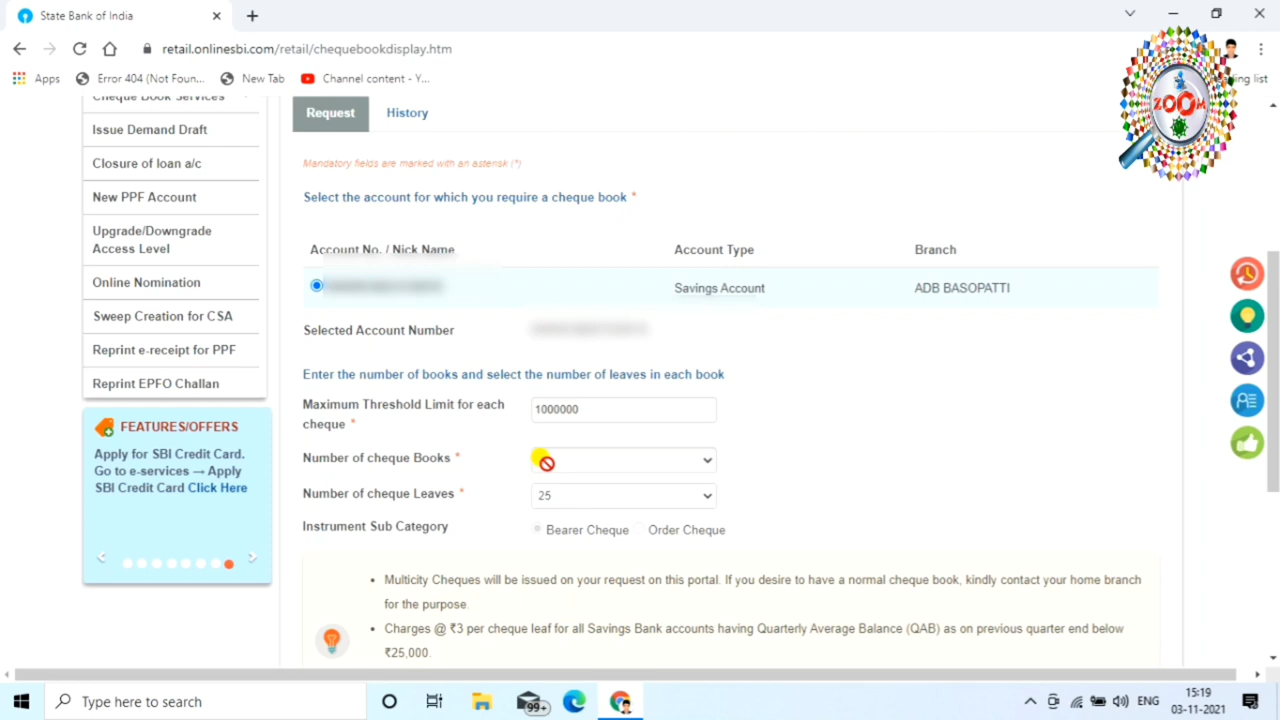 State Bank of India
retail.onlinesbi.com/retail/chequebookdisplay.htm
Apps
Error 404 (Not Foun...
New Tab
Channel content - Y...
ding list
ZOOM
Cheque Book Services
Issue Demand Draft
Closure of loan a/c
New PPF Account
Upgrade/Downgrade
Access Level
Online Nomination
Sweep Creation for CSA
Reprint e-receipt for PPF
Reprint EPFO Challan
FEATURES/OFFERS
Apply for SBI Credit Card.
Go to e-services → Apply
SBI Credit Card Click Here
Request
History
Mandatory fields are marked with an asterisk (*)
Select the account for which you require a cheque book *
Account No. / Nick Name
Account Type
Branch
Savings Account
ADB BASOPATTI
Selected Account Number
Enter the number of books and select the number of leaves in each book
Maximum Threshold Limit for each
cheque *
1000000
Number of cheque Books *
Number of cheque Leaves *
25
Instrument Sub Category
Bearer Cheque
Order Cheque
• Multicity Cheques will be issued on your request on this portal. If you desire to have a normal cheque book, kindly contact your home branch
for the purpose.
• Charges @ ₹3 per cheque leaf for all Savings Bank accounts having Quarterly Average Balance (QAB) as on previous quarter end below
₹25,000.
Type here to search
99+
ENG
15:19
03-11-2021